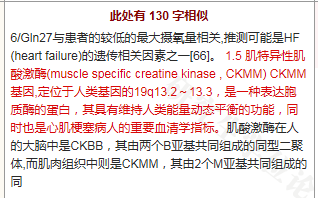 此处有 130 字相似
6/Gln27与患者的较低的最大摄氧量相关,推测可能是HF
(heart failure)的遗传相关因素之一[66]。 1.5 肌特异性肌
酸激酶(muscle specific creatine kinase , CKMM) CKMM
基因,定位于人类基因的19q13.2~13.3，是一种表达胞
质酶的蛋白，其具有维持人类能量动态平衡的功能，同
时也是心肌梗塞病人的重要血清学指标。肌酸激酶在人
的大脑中是CKBB，其由两个B亚基共同组成的同型二聚
体,而肌肉组织中则是CKMM，其由2个M亚基共同组成的
同